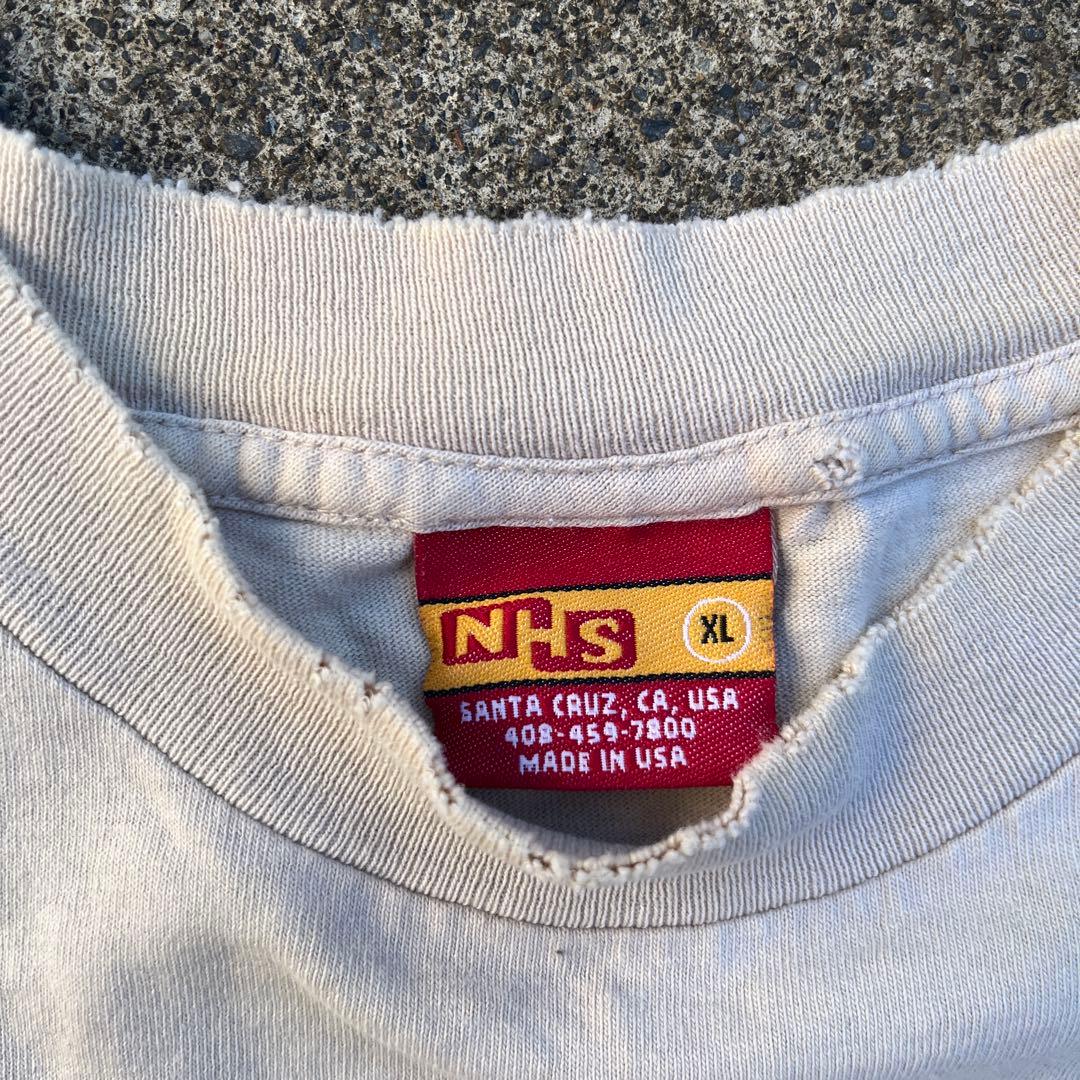 NHS
XL
SANTA CRUZ, CA, USA
408-459-7800
MADE IN USA